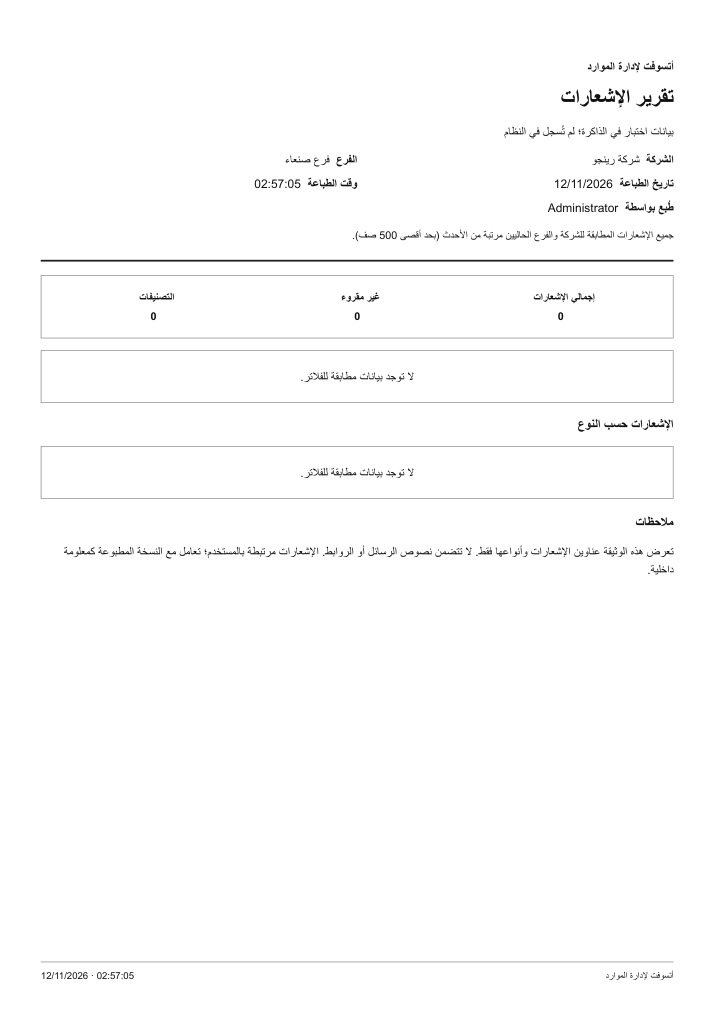 أتسوفت لإدارة الموارد
تقرير الإشعارات
بيانات اختبار في الذاكرة؛ لم تُسجل في النظام
الشركة شركة رينجو الفرع فرع صنعاء
تاريخ الطباعة 12/11/2026 وقت الطباعة 02:57:05
طُبع بواسطة Administrator
جميع الإشعارات المطابقة للشركة والفرع الحاليين مرتبة من الأحدث (بحد أقصى 500 صف).
إجمالي الإشعارات غير مقروء التصنيفات
0 0 0
لا توجد بيانات مطابقة للفلاتر.
الإشعارات حسب النوع
لا توجد بيانات مطابقة للفلاتر.
ملاحظات
تعرض هذه الوثيقة عناوين الإشعارات وأنواعها فقط. لا تتضمن نصوص الرسائل أو الروابط. الإشعارات مرتبطة بالمستخدم؛ تعامل مع النسخة المطبوعة كمعلومة
داخلية.
أتسوفت لإدارة الموارد 12/11/2026 · 02:57:05